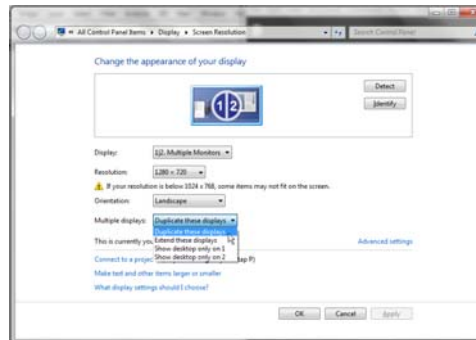 All Control Panel Items ▸ Display ▸ Screen Resolution
Search Control Panel
Change the appearance of your display
1|2
Detect
Identify
Display: 1|2. Multiple Monitors
Resolution: 1280 × 720
If your resolution is below 1024 x 768, some items may not fit on the screen.
Orientation: Landscape
Multiple displays: Duplicate these displays
Duplicate these displays
Extend these displays
Show desktop only on 1
Show desktop only on 2
This is currently
Advanced settings
Connect to a
Make text and other items larger or smaller
What display settings should I choose?
OK Cancel Apply